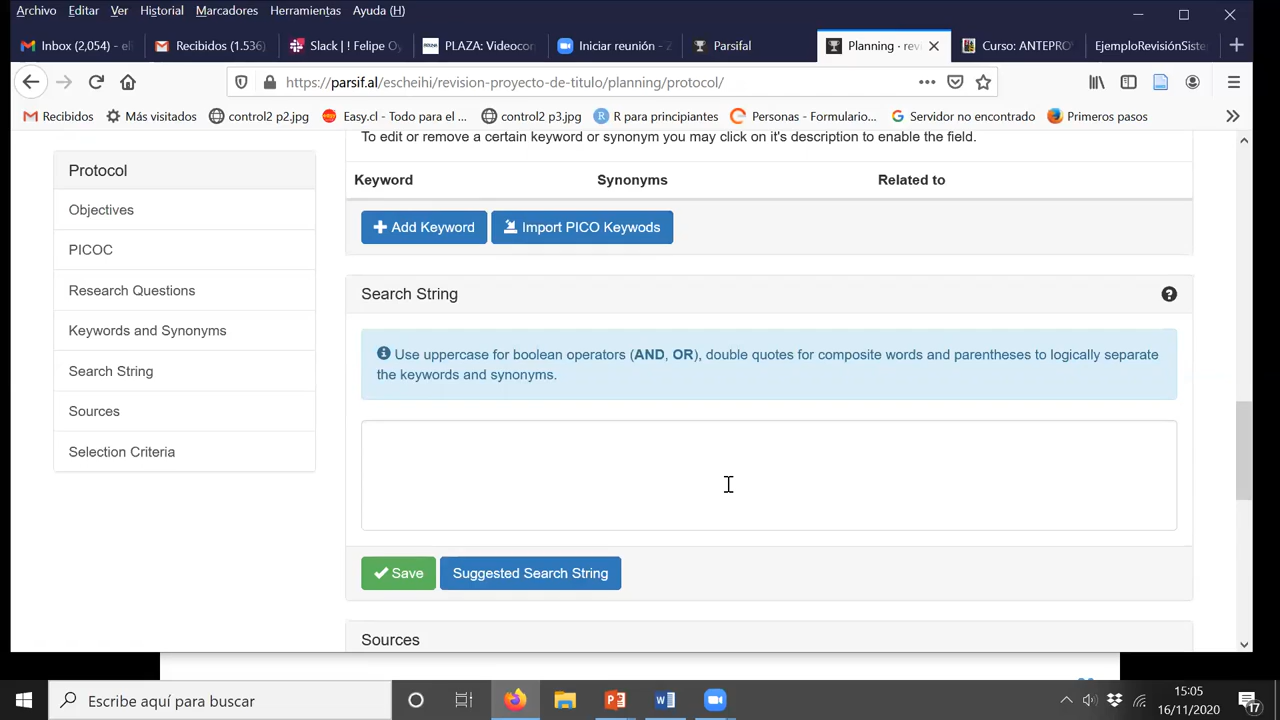 Archivo Editar Ver Historial Marcadores Herramientas Ayuda (H)
Inbox (2,054) - e
Recibidos (1.536)
Slack | ! Felipe Oy
PLAZA: Videocor
Iniciar reunión - Z
Parsifal
Planning · rev
Curso: ANTEPRO
EjemploRevisiónSiste
https://parsif.al/escheihi/revision-proyecto-de-titulo/planning/protocol/
Recibidos
Más visitados
control2 p2.jpg
Easy.cl - Todo para el ...
control2 p3.jpg
R para principiantes
Personas - Formulario...
Servidor no encontrado
Primeros pasos
To edit or remove a certain keyword or synonym you may click on it's description to enable the field.
Protocol
Objectives
PICOC
Research Questions
Keywords and Synonyms
Search String
Sources
Selection Criteria
Keyword Synonyms Related to
Add Keyword
Import PICO Keywods
Search String
Use uppercase for boolean operators (AND, OR), double quotes for composite words and parentheses to logically separate
the keywords and synonyms.
Save
Suggested Search String
Sources
Escribe aquí para buscar
15:05
16/11/2020
17